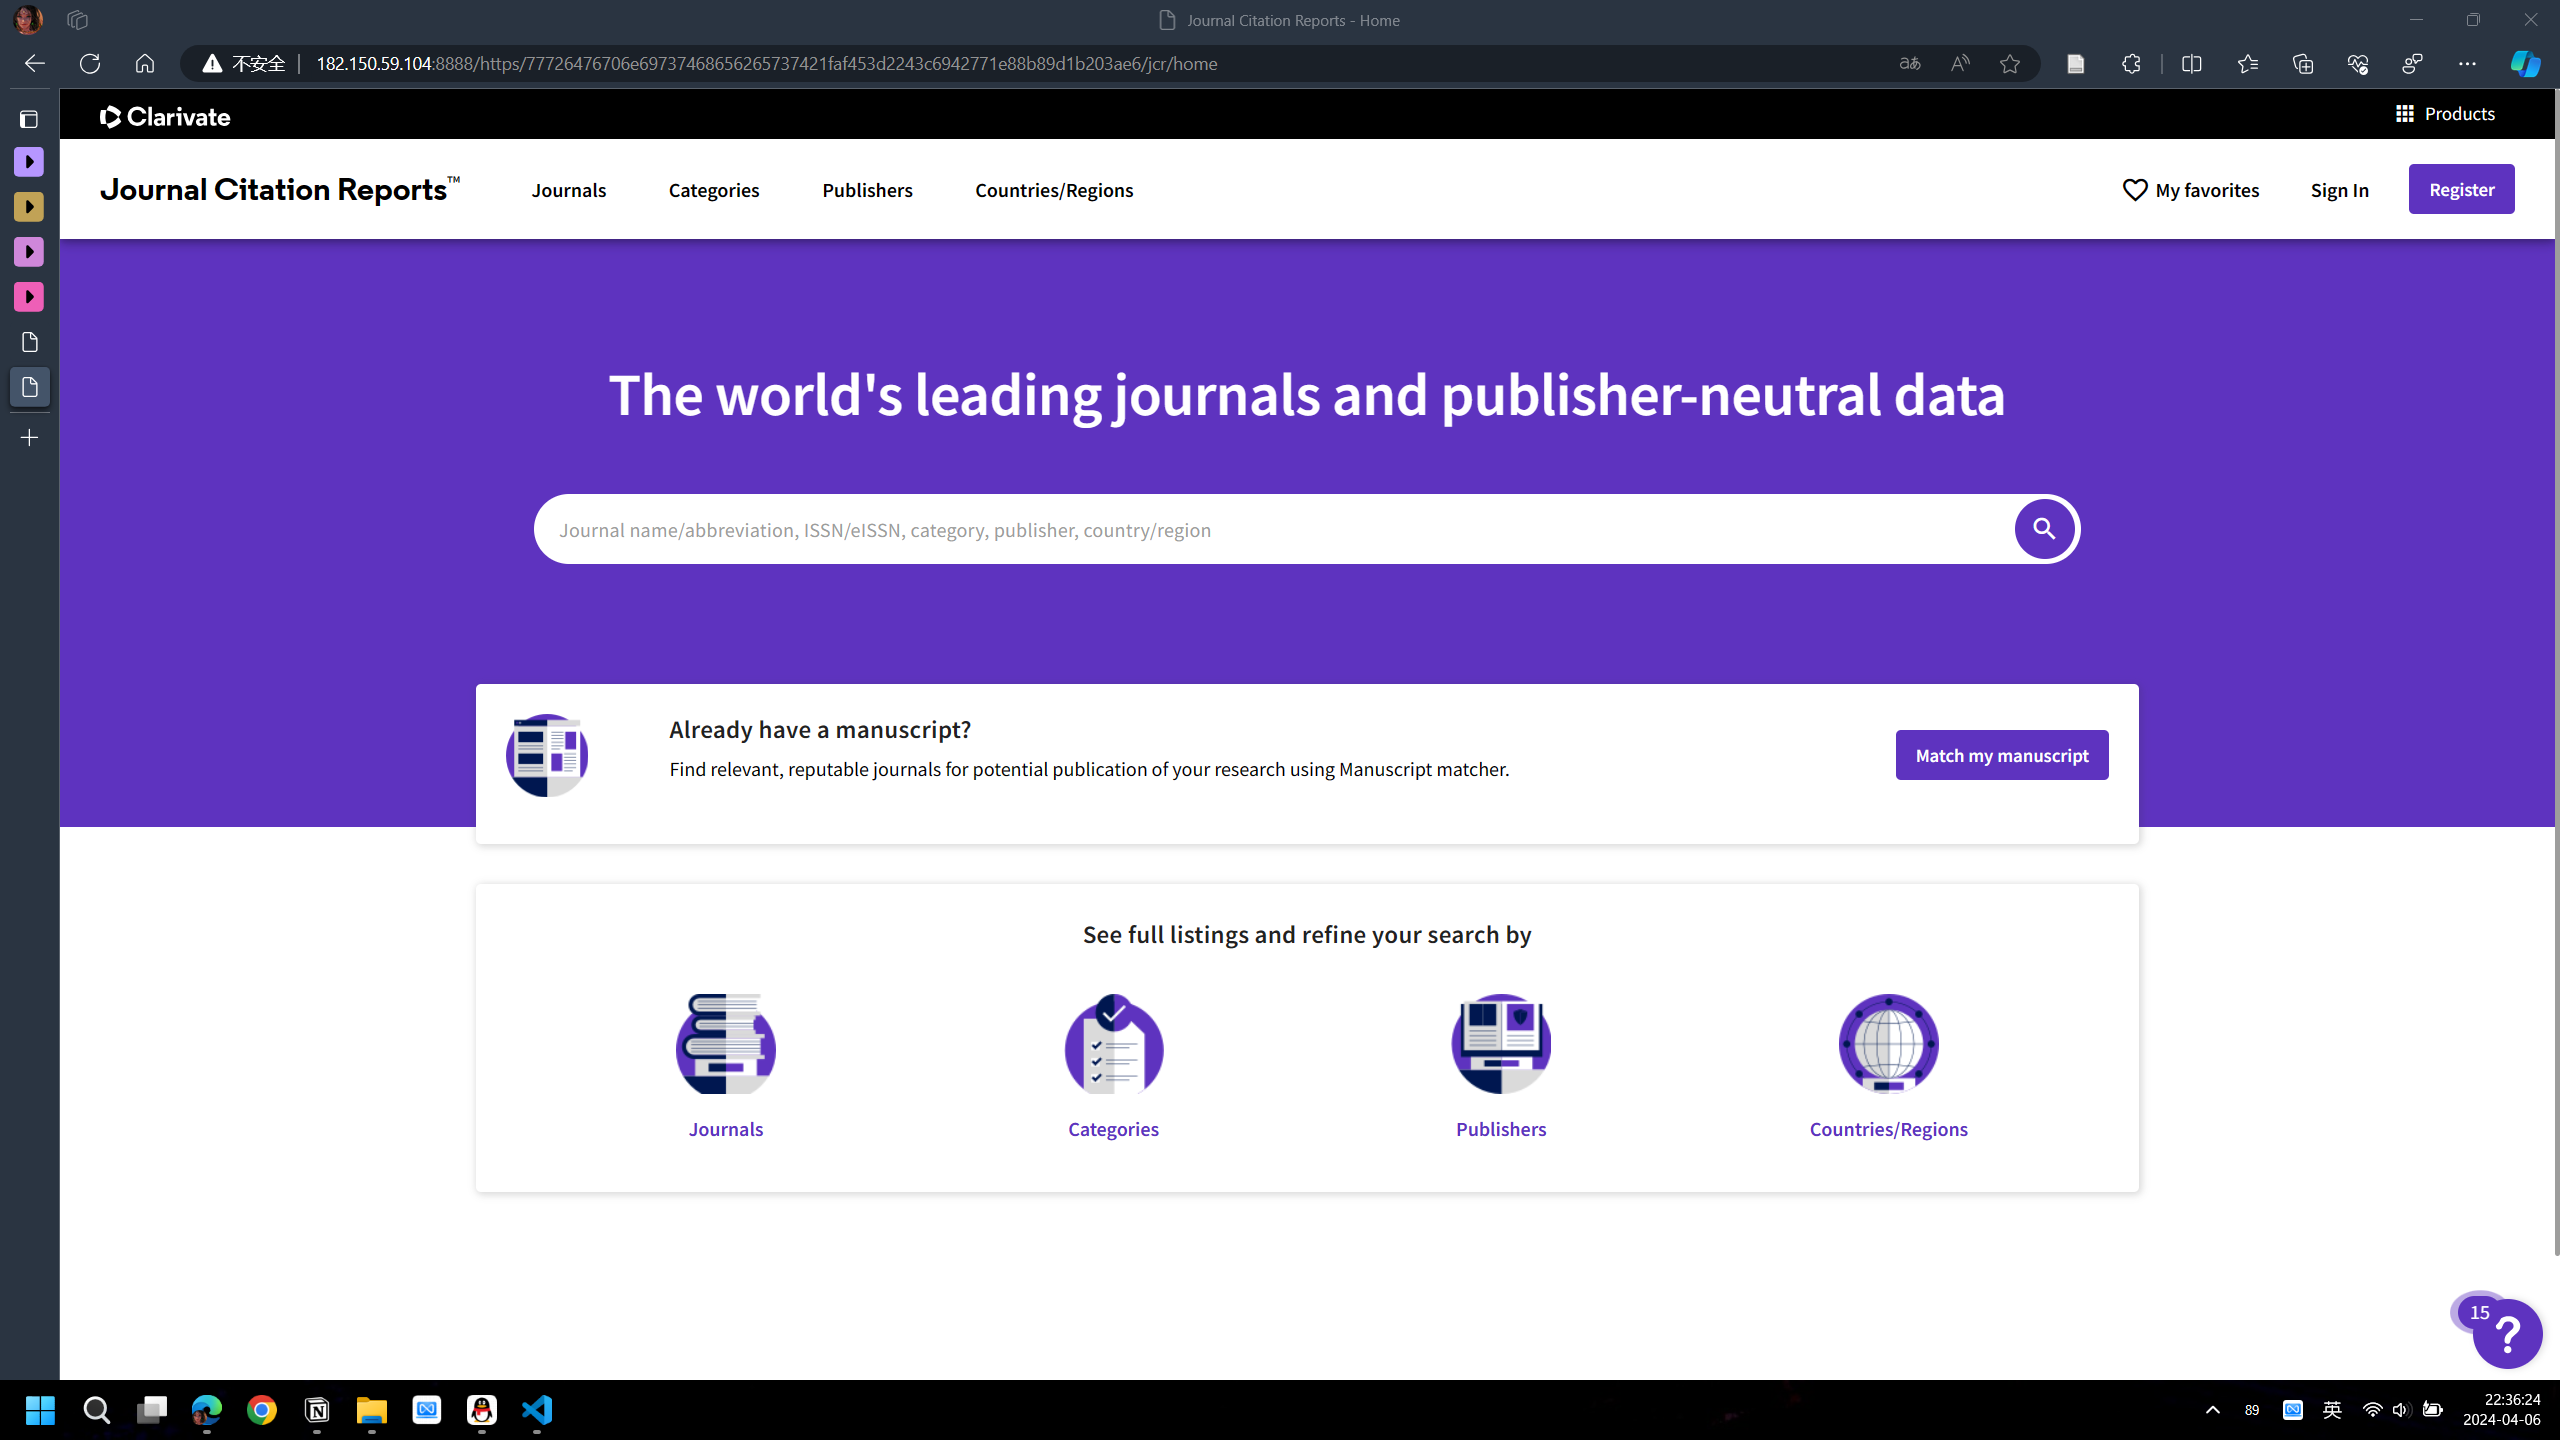 Journal Citation Reports - Home
不安全
182.150.59.104:8888/https/77726476706e69737468656265737421faf453d2243c6942771e88b89d1b203ae6/jcr/home
Clarivate
Products
Journal Citation Reports™
Journals
Categories
Publishers
Countries/Regions
My favorites
Sign In
Register
The world's leading journals and publisher-neutral data
Journal name/abbreviation, ISSN/eISSN, category, publisher, country/region
Already have a manuscript?
Find relevant, reputable journals for potential publication of your research using Manuscript matcher.
Match my manuscript
See full listings and refine your search by
Journals
Categories
Publishers
Countries/Regions
15
?
89
英
22:36:24
2024-04-06